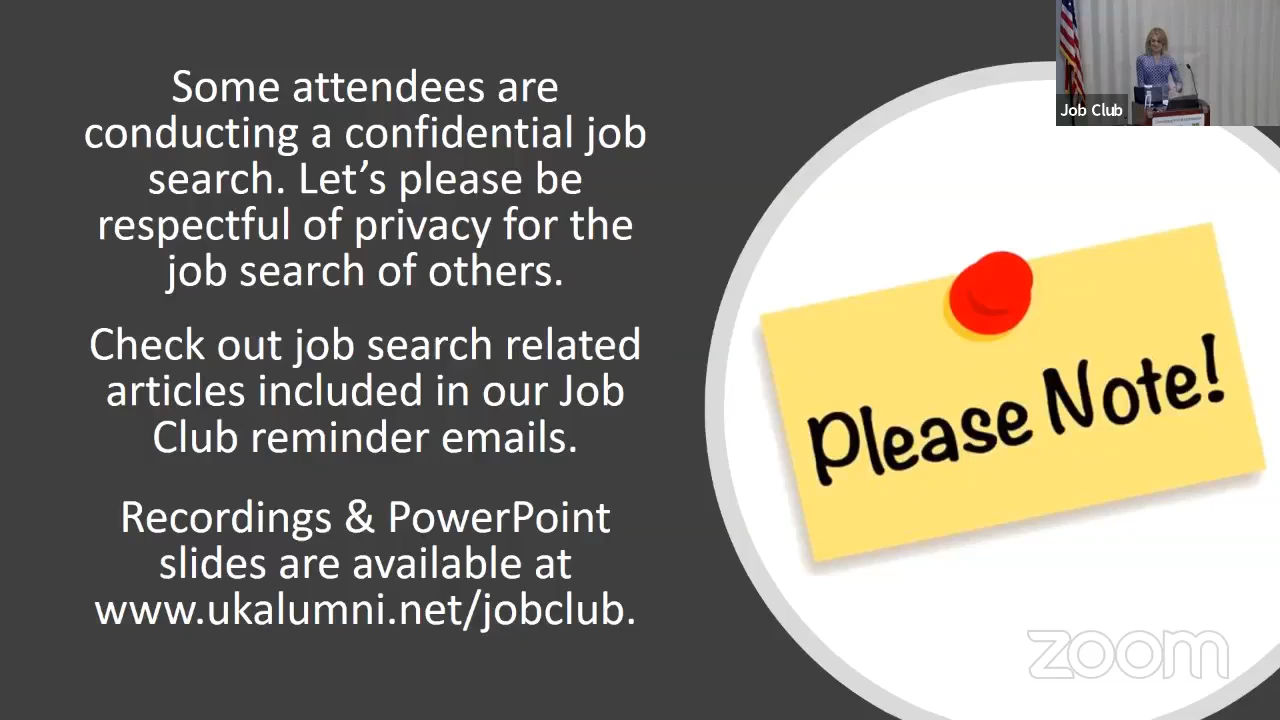 Some attendees are
conducting a confidential job
search. Let’s please be
respectful of privacy for the
job search of others.
Check out job search related
articles included in our Job
Club reminder emails.
Recordings & PowerPoint
slides are available at
www.ukalumni.net/jobclub.
Job Club
Please Note!
zoom